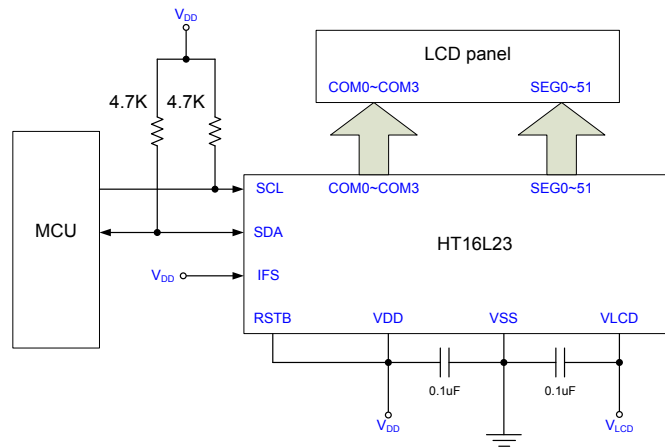 VDD
4.7K 4.7K
LCD panel
COM0~COM3 SEG0~51
MCU
SCL COM0~COM3 SEG0~51
SDA
HT16L23
VDD IFS
RSTB VDD VSS VLCD
0.1uF 0.1uF
VDD VLCD